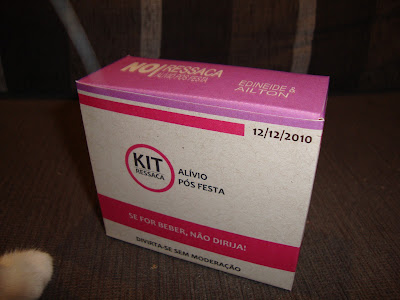 NO! RESSACA
EDINEIDE &
AILTON
12/12/2010
KIT
RESSACA
ALÍVIO
PÓS FESTA
SE FOR BEBER, NÃO DIRIJA!
DIVIRTA-SE SEM MODERAÇÃO